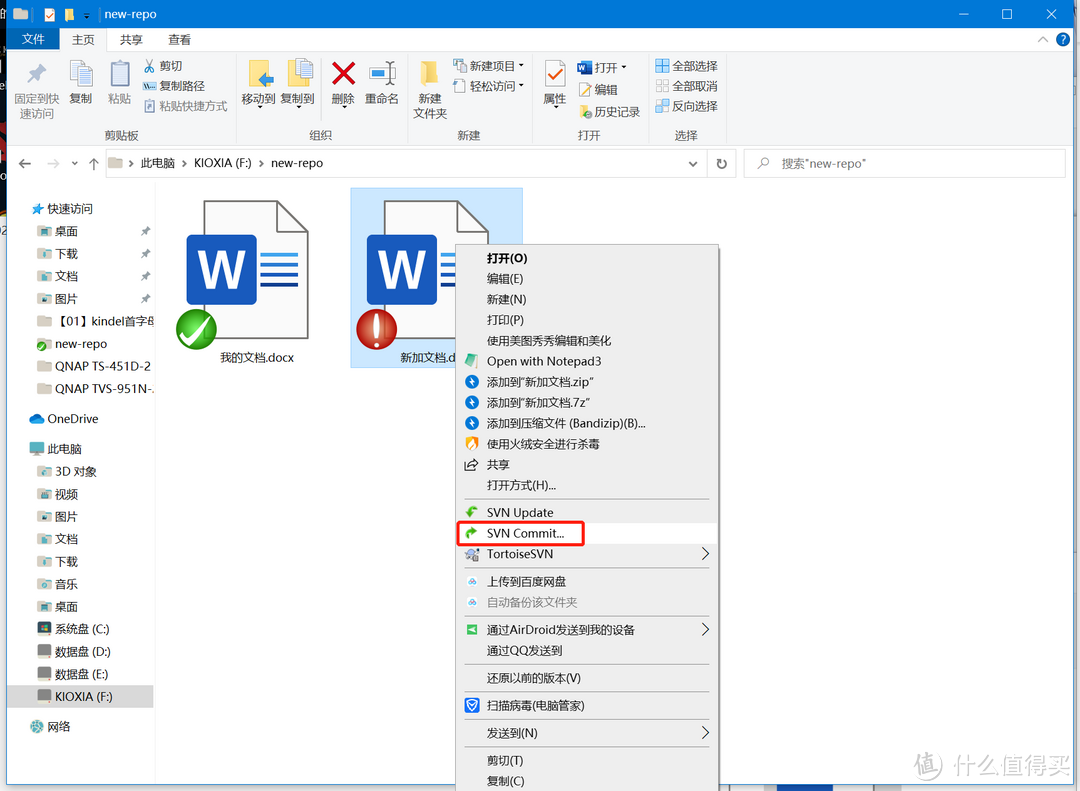 new-repo
文件 主页 共享 查看
固定到快速访问
复制
粘贴
剪切
复制路径
粘贴快捷方式
剪贴板
移动到
复制到
删除
重命名
组织
新建文件夹
新建项目
轻松访问
新建
属性
打开
编辑
历史记录
打开
全部选择
全部取消
反向选择
选择
此电脑 > KIOXIA (F:) > new-repo
搜索"new-repo"
快速访问
桌面
下载
文档
图片
【01】kindel首字母
new-repo
QNAP TS-451D-2
QNAP TVS-951N-.
OneDrive
此电脑
3D 对象
视频
图片
文档
下载
音乐
桌面
系统盘 (C:)
数据盘 (D:)
数据盘 (E:)
KIOXIA (F:)
网络
我的文档.docx
新加文档.d
打开(O)
编辑(E)
新建(N)
打印(P)
使用美图秀秀编辑和美化
Open with Notepad3
添加到"新加文档.zip"
添加到"新加文档.7z"
添加到压缩文件 (Bandizip)(B)...
使用火绒安全进行杀毒
共享
打开方式(H)...
SVN Update
SVN Commit...
TortoiseSVN
上传到百度网盘
自动备份该文件夹
通过AirDroid发送到我的设备
通过QQ发送到
还原以前的版本(V)
扫描病毒(电脑管家)
发送到(N)
剪切(T)
复制(C)
值 什么值得买